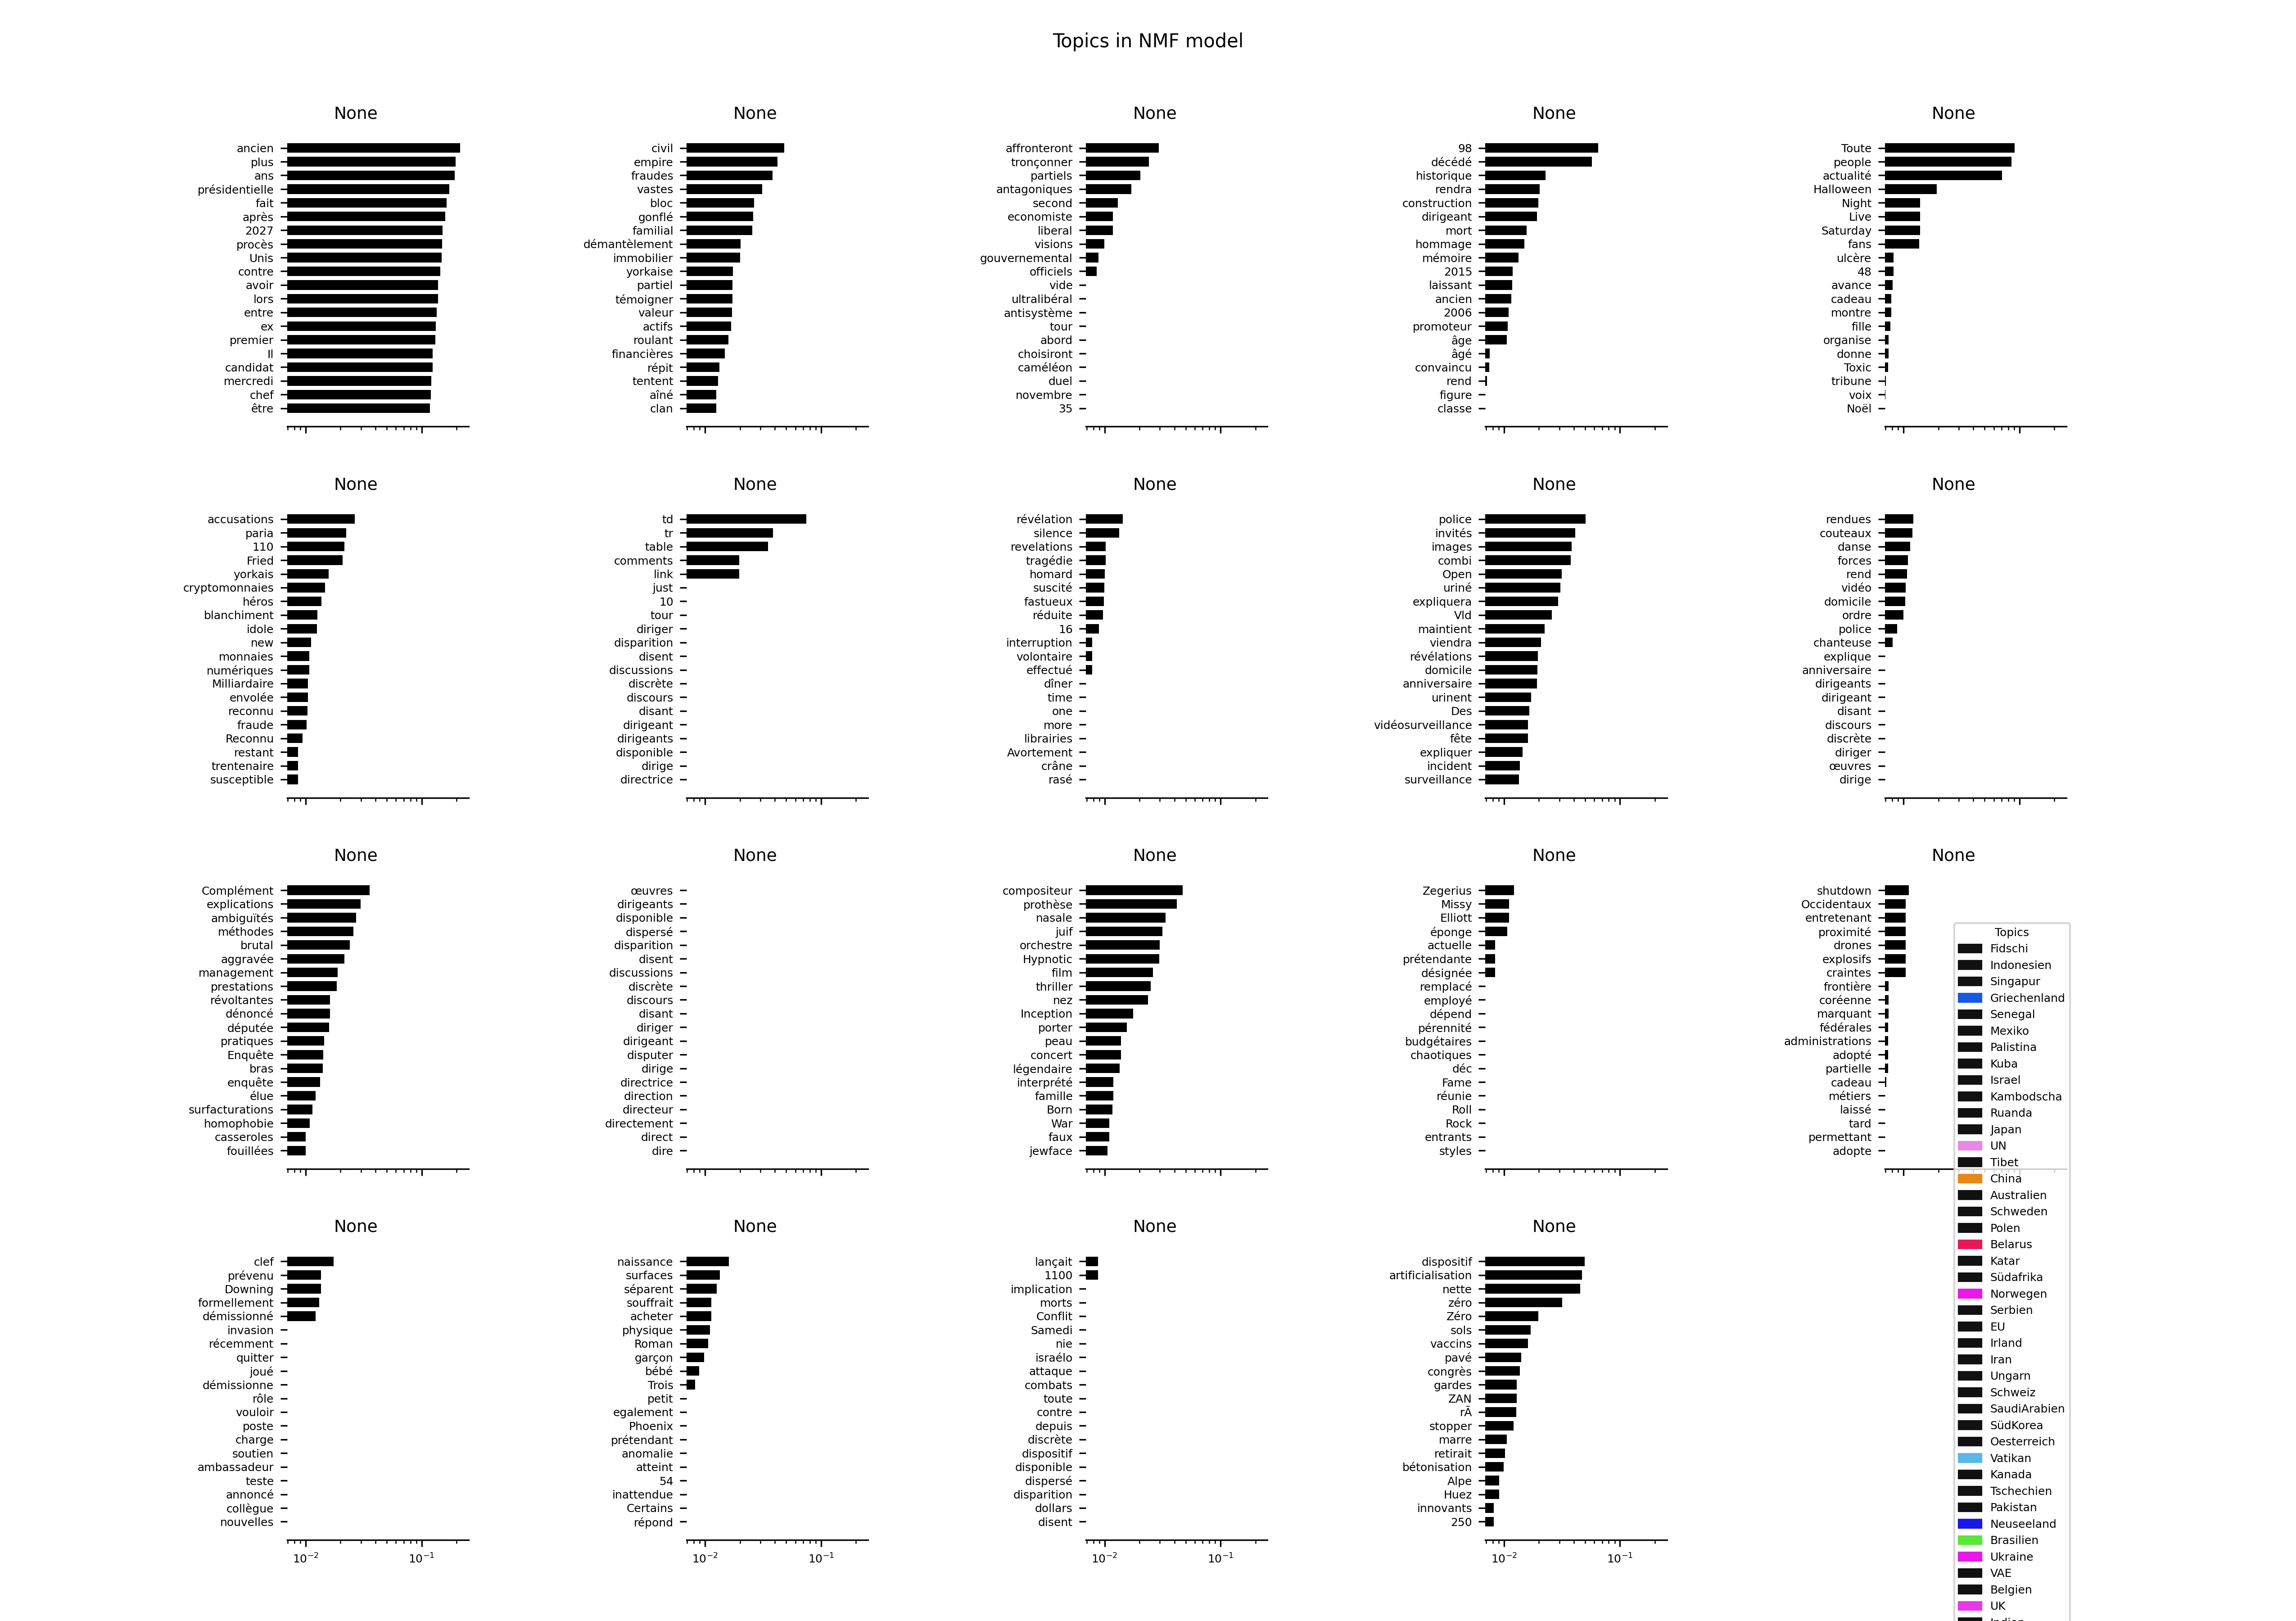 Topics in NMF model
None
ancien
plus
ans
présidentielle
fait
après
2027
procès
Unis
contre
avoir
lors
entre
ex
premier
Il
candidat
mercredi
chef
être
None
civil
empire
fraudes
vastes
bloc
gonflé
familial
démantèlement
immobilier
yorkaise
partiel
témoigner
valeur
actifs
roulant
financières
répit
tentent
aîné
clan
None
affronteront
tronçonner
partiels
antagoniques
second
economiste
liberal
visions
gouvernemental
officiels
vide
ultralibéral
antisystème
tour
abord
choisiront
caméléon
duel
novembre
35
None
98
décédé
historique
rendra
construction
dirigeant
mort
hommage
mémoire
2015
laissant
ancien
2006
promoteur
âge
âgé
convaincu
rend
figure
classe
None
Toute
people
actualité
Halloween
Night
Live
Saturday
fans
ulcère
48
avance
cadeau
montre
fille
organise
donne
Toxic
tribune
voix
Noël
None
accusations
paria
110
Fried
yorkais
cryptomonnaies
héros
blanchiment
idole
new
monnaies
numériques
Milliardaire
envolée
reconnu
fraude
Reconnu
restant
trentenaire
susceptible
None
td
tr
table
comments
link
just
10
tour
diriger
disparition
disent
discussions
discrète
discours
disant
dirigeant
dirigeants
disponible
dirige
directrice
None
révélation
silence
revelations
tragédie
homard
suscité
fastueux
réduite
16
interruption
volontaire
effectué
dîner
time
one
more
librairies
Avortement
crâne
rasé
None
police
invités
images
combi
Open
uriné
expliquera
Vld
maintient
viendra
révélations
domicile
anniversaire
urinent
Des
vidéosurveillance
fête
expliquer
incident
surveillance
None
rendues
couteaux
danse
forces
rend
vidéo
domicile
ordre
police
chanteuse
explique
anniversaire
dirigeants
dirigeant
disant
discours
discrète
diriger
œuvres
dirige
None
Complément
explications
ambiguïtés
méthodes
brutal
aggravée
management
prestations
révoltantes
dénoncé
députée
pratiques
Enquête
bras
enquête
élue
surfacturations
homophobie
casseroles
fouillées
None
œuvres
dirigeants
disponible
dispersé
disparition
disent
discussions
discrète
discours
disant
diriger
dirigeant
disputer
dirige
directrice
direction
directeur
directement
direct
dire
None
compositeur
prothèse
nasale
juif
orchestre
Hypnotic
film
thriller
nez
Inception
porter
peau
concert
légendaire
interprété
famille
Born
War
faux
jewface
None
Zegerius
Missy
Elliott
éponge
actuelle
prétendante
désignée
remplacé
employé
dépend
pérennité
budgétaires
chaotiques
déc
Fame
réunie
Roll
Rock
entrants
styles
None
shutdown
Occidentaux
entretenant
proximité
drones
explosifs
craintes
frontière
coréenne
marquant
fédérales
administrations
adopté
partielle
cadeau
métiers
laissé
tard
permettant
adopte
None
clef
prévenu
Downing
formellement
démissionné
invasion
récemment
quitter
joué
démissionne
rôle
vouloir
poste
charge
soutien
ambassadeur
teste
annoncé
collègue
nouvelles
10⁻² 10⁻¹
None
naissance
surfaces
séparent
souffrait
acheter
physique
Roman
garçon
bébé
Trois
petit
egalement
Phoenix
prétendant
anomalie
atteint
54
inattendue
Certains
répond
10⁻² 10⁻¹
None
lançait
1100
implication
morts
Conflit
Samedi
nie
israélo
attaque
combats
toute
contre
depuis
discrète
dispositif
disponible
dispersé
disparition
dollars
disent
10⁻² 10⁻¹
None
dispositif
artificialisation
nette
zéro
Zéro
sols
vaccins
pavé
congrès
gardes
ZAN
rÃ
stopper
marre
retirait
bétonisation
Alpe
Huez
innovants
250
10⁻² 10⁻¹
Topics
Fidschi
Indonesien
Singapur
Griechenland
Senegal
Mexiko
Palistina
Kuba
Israel
Kambodscha
Ruanda
Japan
UN
Tibet
China
Australien
Schweden
Polen
Belarus
Katar
Südafrika
Norwegen
Serbien
EU
Irland
Iran
Ungarn
Schweiz
SaudiArabien
SüdKorea
Oesterreich
Vatikan
Kanada
Tschechien
Pakistan
Neuseeland
Brasilien
Ukraine
VAE
Belgien
UK